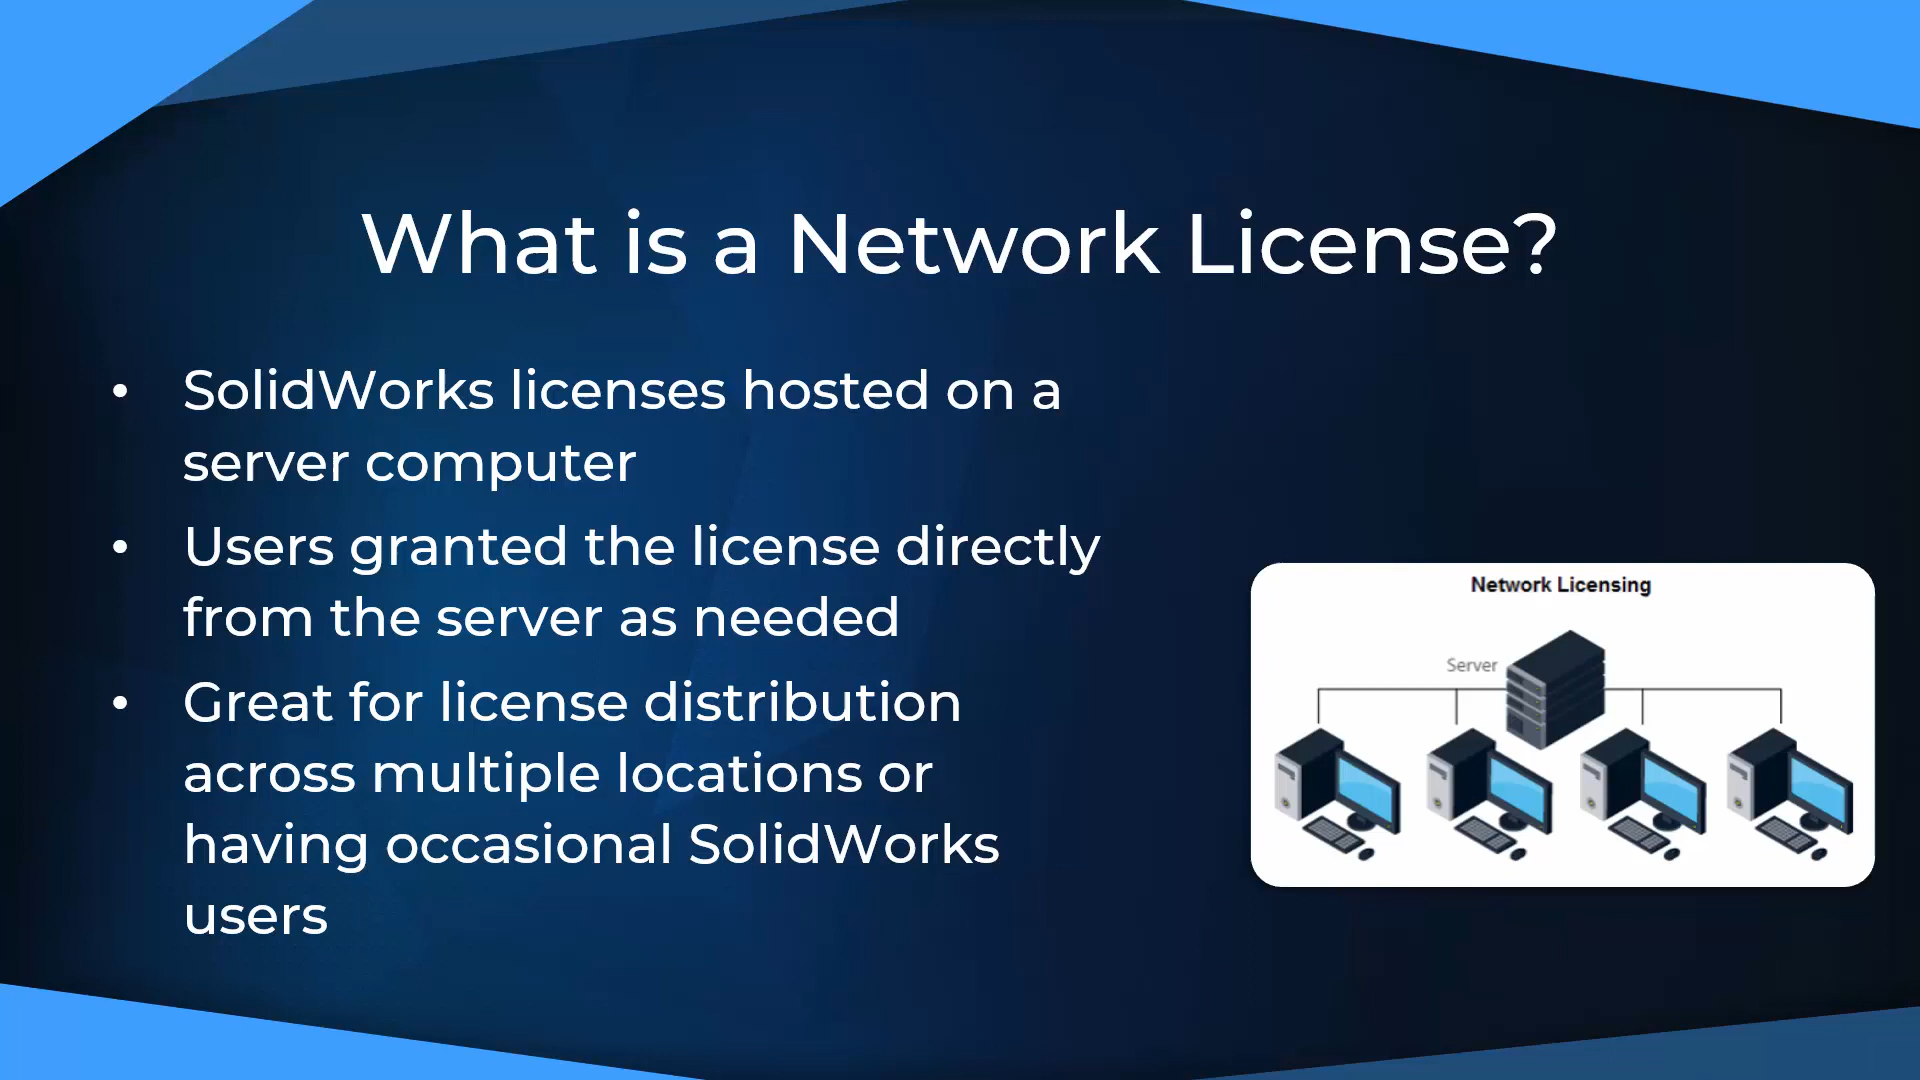 What is a Network License?
• SolidWorks licenses hosted on a
server computer
• Users granted the license directly
from the server as needed
• Great for license distribution
across multiple locations or
having occasional SolidWorks
users
Network Licensing
Server